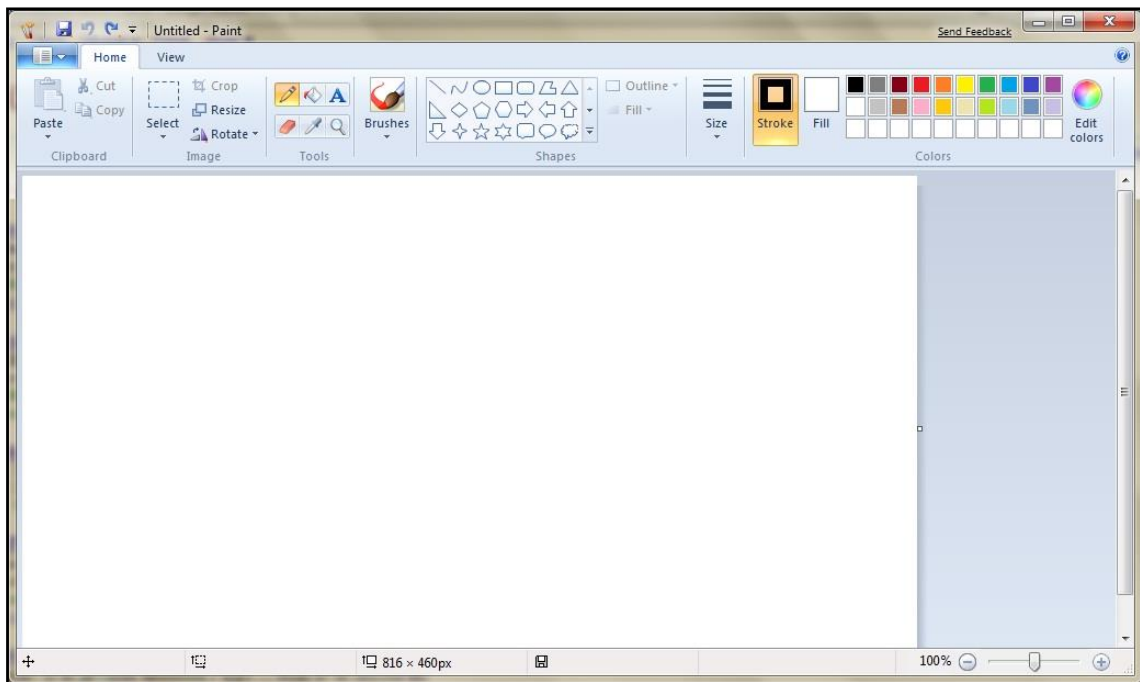 Untitled - Paint
Send Feedback
Home View
Paste
Cut
Copy
Clipboard
Select
Crop
Resize
Rotate
Image
A
Tools
Brushes
Outline
Fill
Shapes
Size
Stroke
Fill
Edit
colors
Colors
816 × 460px
100%